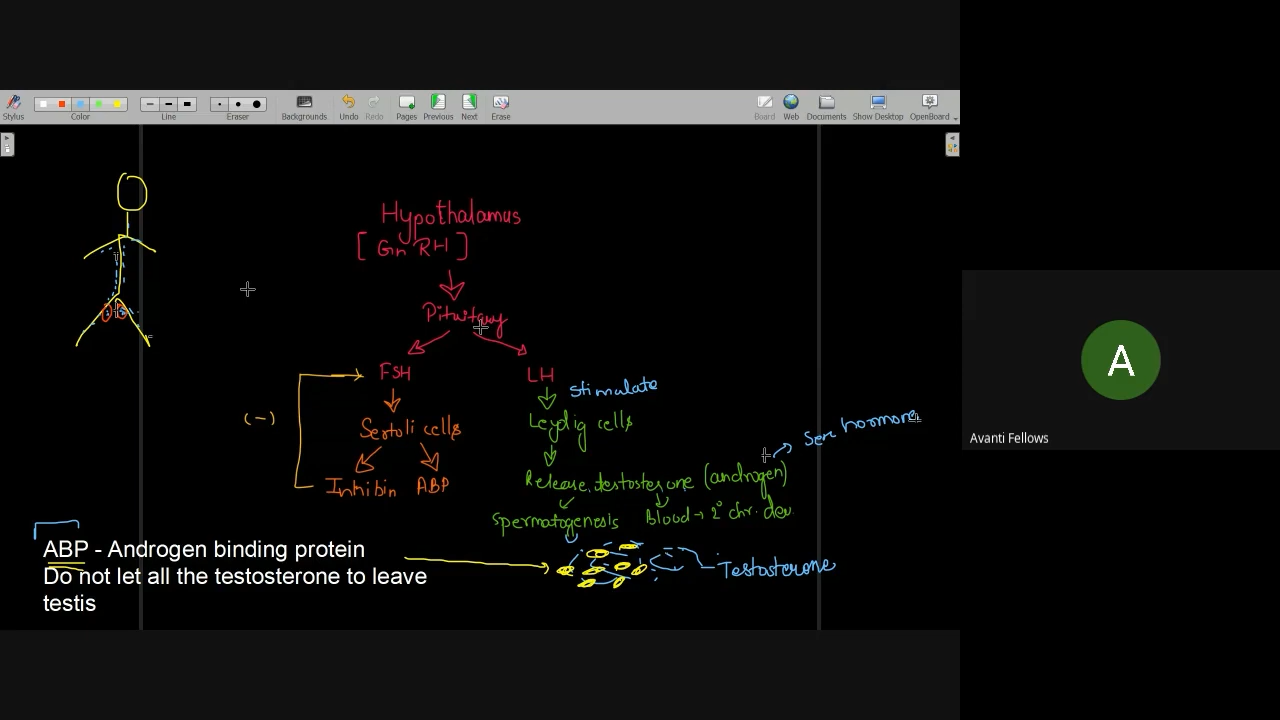 Stylus
Color
Line
Eraser
Backgrounds
Undo
Redo
Pages
Previous
Next
Erase
Board
Web
Documents
Show Desktop
OpenBoard
Hypothalamus
[ Gn RH ]
Pituitary
FSH
LH
Stimulate
(-)
Sertoli cells
Leydig cells
Sex hormone
Inhibin
ABP
Release testosterone (androgen)
Spermatogenesis
Blood → 2° chr. dev.
ABP - Androgen binding protein
Do not let all the testosterone to leave
testis
Testosterone
A
Avanti Fellows